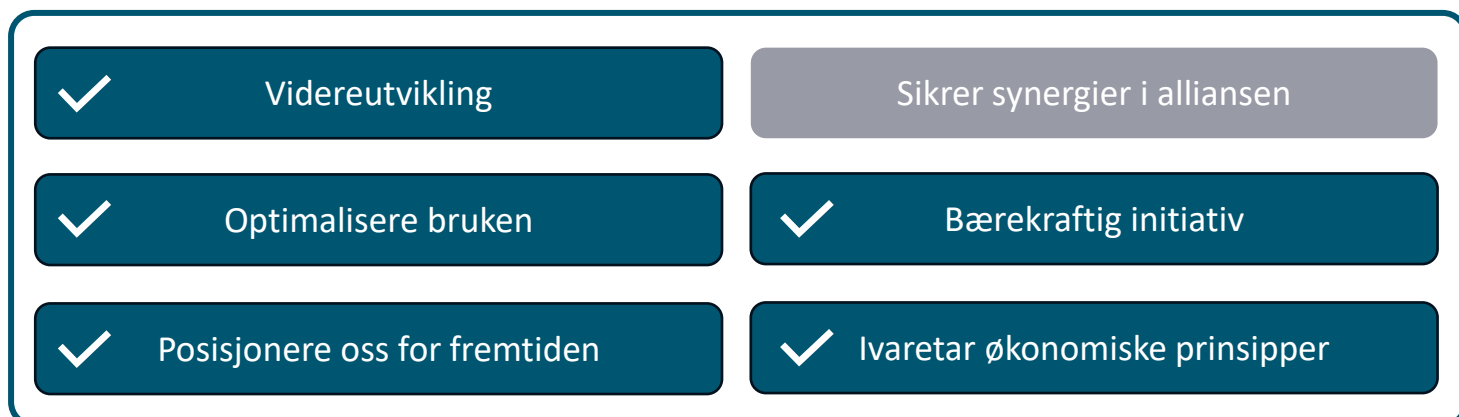 Videreutvikling
Sikrer synergier i alliansen
Optimalisere bruken
Bærekraftig initiativ
Posisjonere oss for fremtiden
Ivaretar økonomiske prinsipper